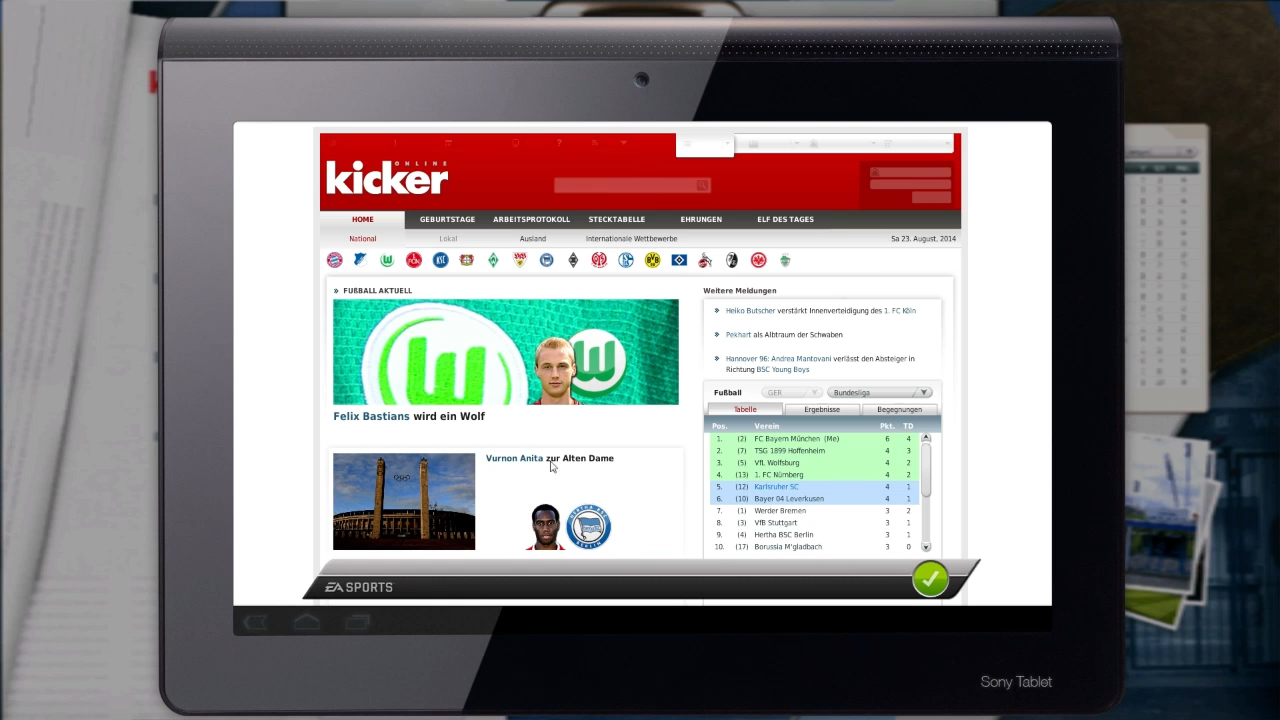 ONLINE
kicker
HOME GEBURTSTAGE ARBEITSPROTOKOLL STECKTABELLE EHRUNGEN ELF DES TAGES
National Lokal Ausland Internationale Wettbewerbe Sa 23. August, 2014
» FUßBALL AKTUELL
Felix Bastians wird ein Wolf
Vurnon Anita zur Alten Dame
Weitere Meldungen
» Heiko Butscher verstärkt Innenverteidigung des 1. FC Köln
» Pekhart als Albtraum der Schwaben
» Hannover 96: Andrea Mantovani verlässt den Absteiger in
Richtung BSC Young Boys
Fußball GER Bundesliga
Tabelle Ergebnisse Begegnungen
Pos. Verein Pkt. TD
1. (2) FC Bayern München (Me) 6 4
2. (7) TSG 1899 Hoffenheim 4 3
3. (5) VfL Wolfsburg 4 2
4. (13) 1. FC Nürnberg 4 2
5. (12) Karlsruher SC 4 1
6. (10) Bayer 04 Leverkusen 4 1
7. (1) Werder Bremen 3 2
8. (3) VfB Stuttgart 3 1
9. (4) Hertha BSC Berlin 3 1
10. (17) Borussia M'gladbach 3 0
EA SPORTS
Sony Tablet